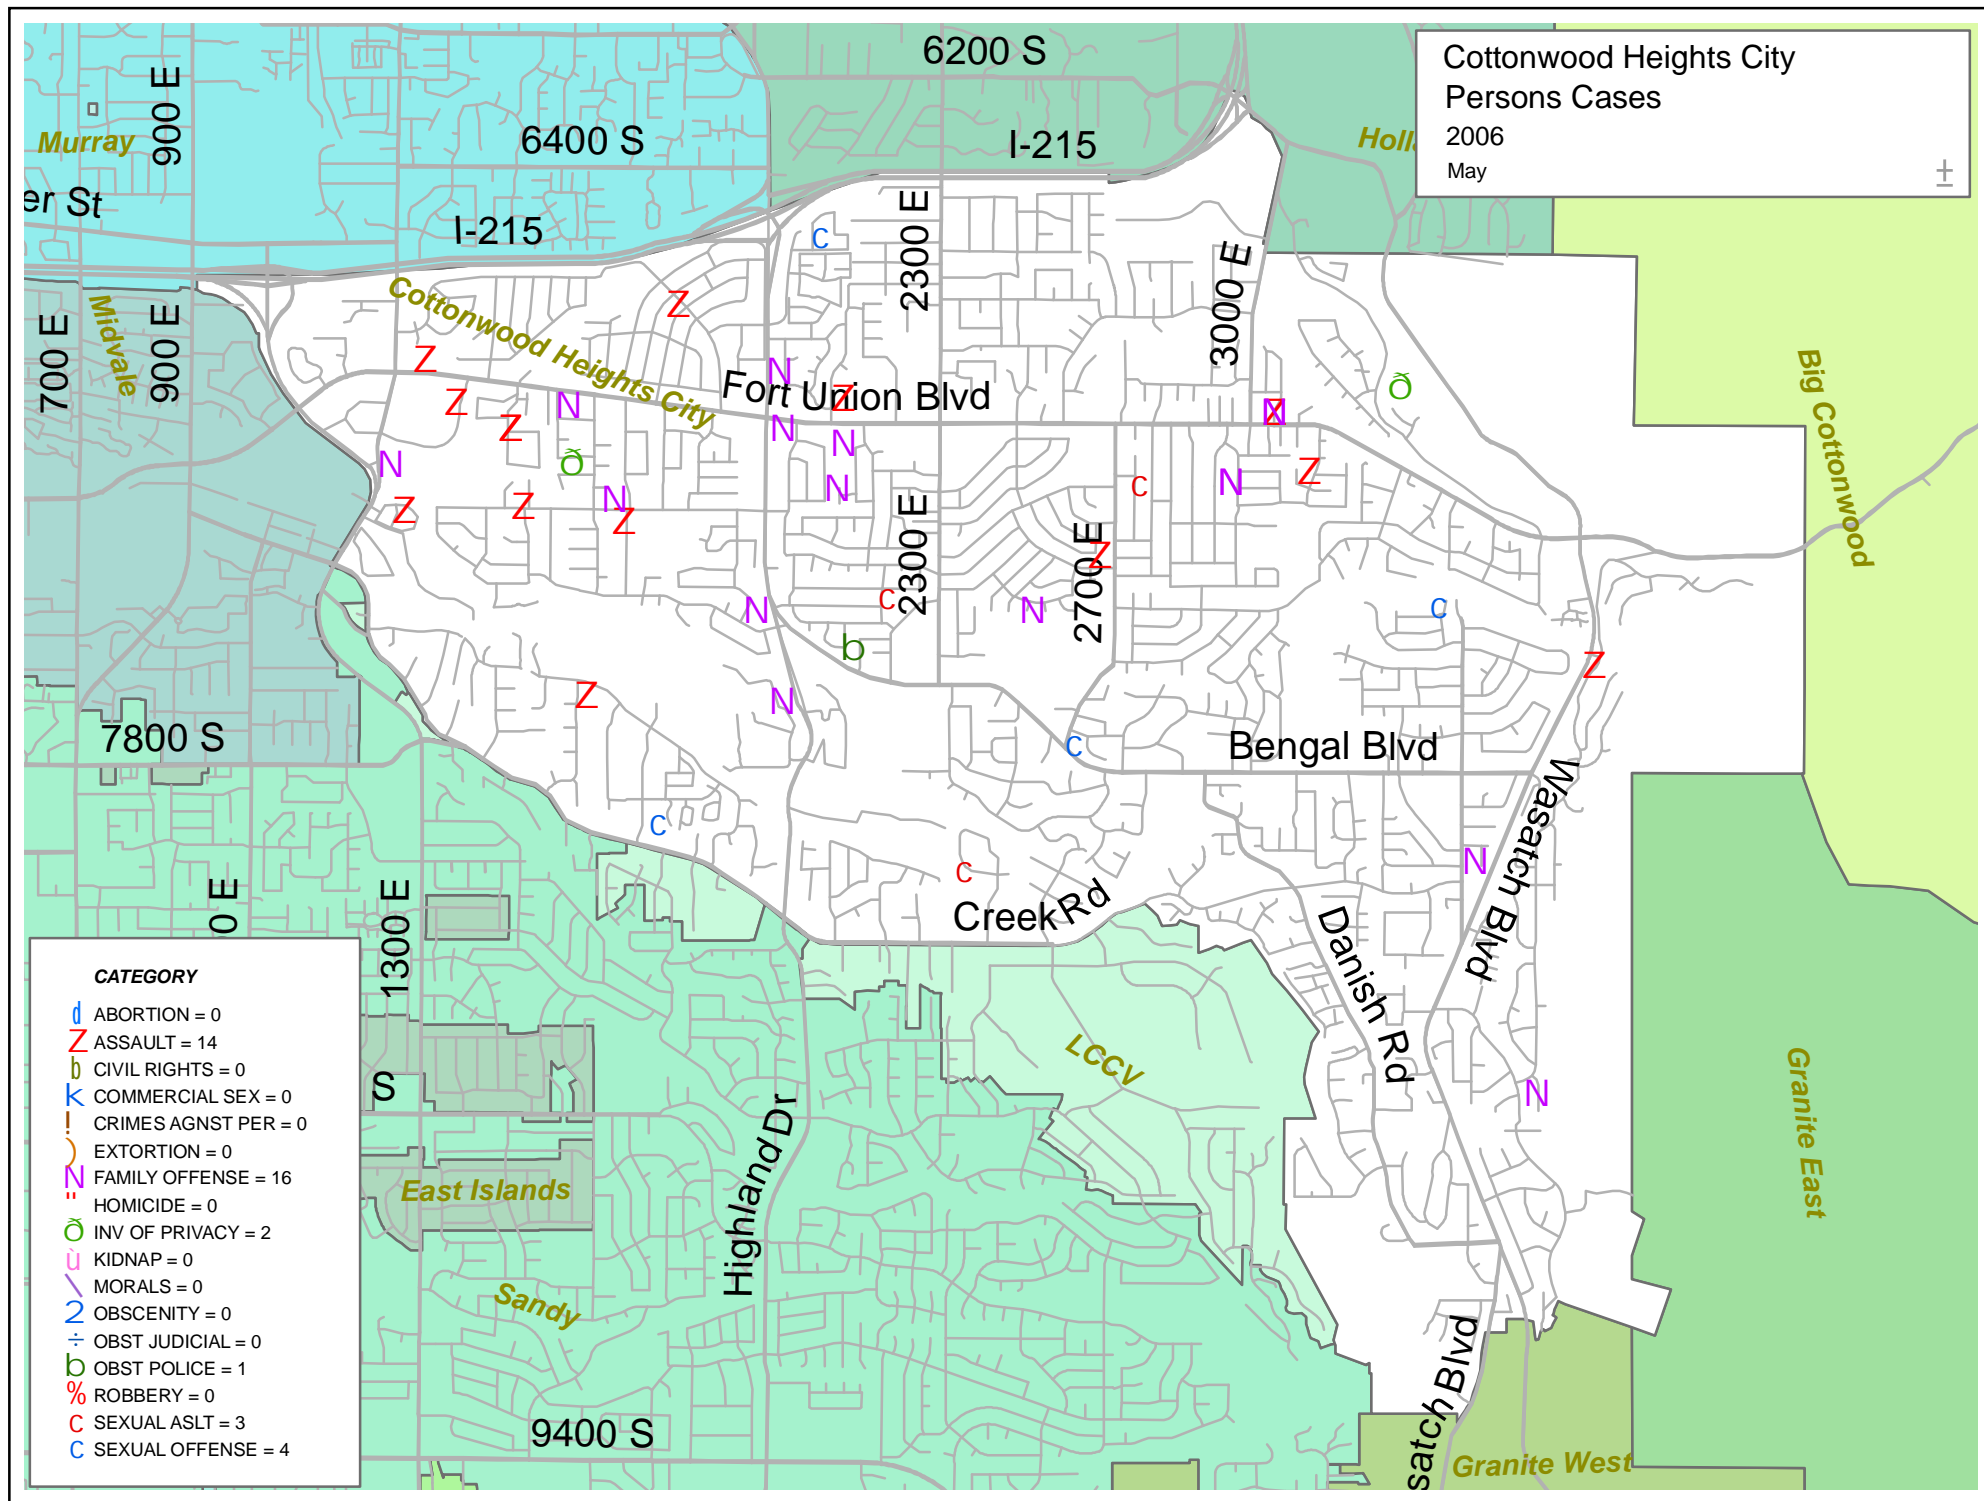 Cottonwood Heights City
Persons Cases
2006
May
6200 S
900 E
Murray
6400 S
I-215
er St
I-215
2300 E
3000 E
Cottonwood Heights City
Midvale
700 E
900 E
Fort Union Blvd
Big Cottonwood
2300 E
2700 E
7800 S
Bengal Blvd
Wasatch Blvd
0 E
1300 E
Creek Rd
Danish Rd
LCCV
S
Granite East
East Islands
Highland Dr
Sandy
9400 S
satch Blvd
Granite West
CATEGORY
ABORTION = 0
ASSAULT = 14
CIVIL RIGHTS = 0
COMMERCIAL SEX = 0
CRIMES AGNST PER = 0
EXTORTION = 0
FAMILY OFFENSE = 16
HOMICIDE = 0
INV OF PRIVACY = 2
KIDNAP = 0
MORALS = 0
OBSCENITY = 0
OBST JUDICIAL = 0
OBST POLICE = 1
ROBBERY = 0
SEXUAL ASLT = 3
SEXUAL OFFENSE = 4